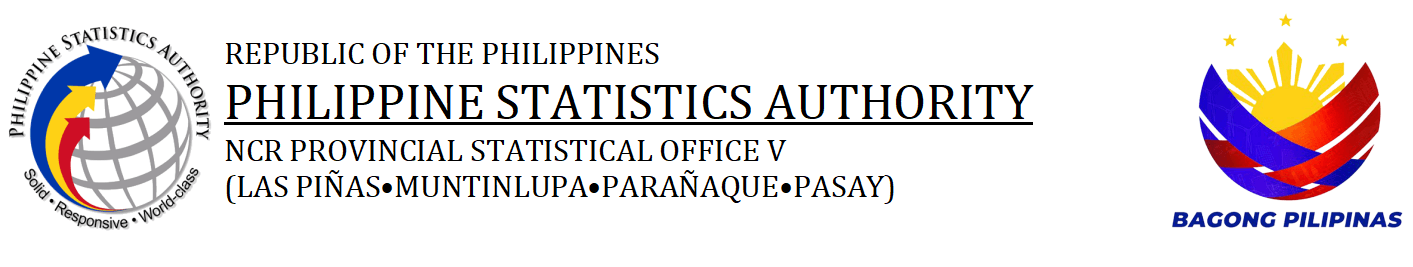 PHILIPPINE STATISTICS AUTHORITY
Solid • Responsive • World-class
REPUBLIC OF THE PHILIPPINES
PHILIPPINE STATISTICS AUTHORITY
NCR PROVINCIAL STATISTICAL OFFICE V
(LAS PIÑAS•MUNTINLUPA•PARAÑAQUE•PASAY)
BAGONG PILIPINAS